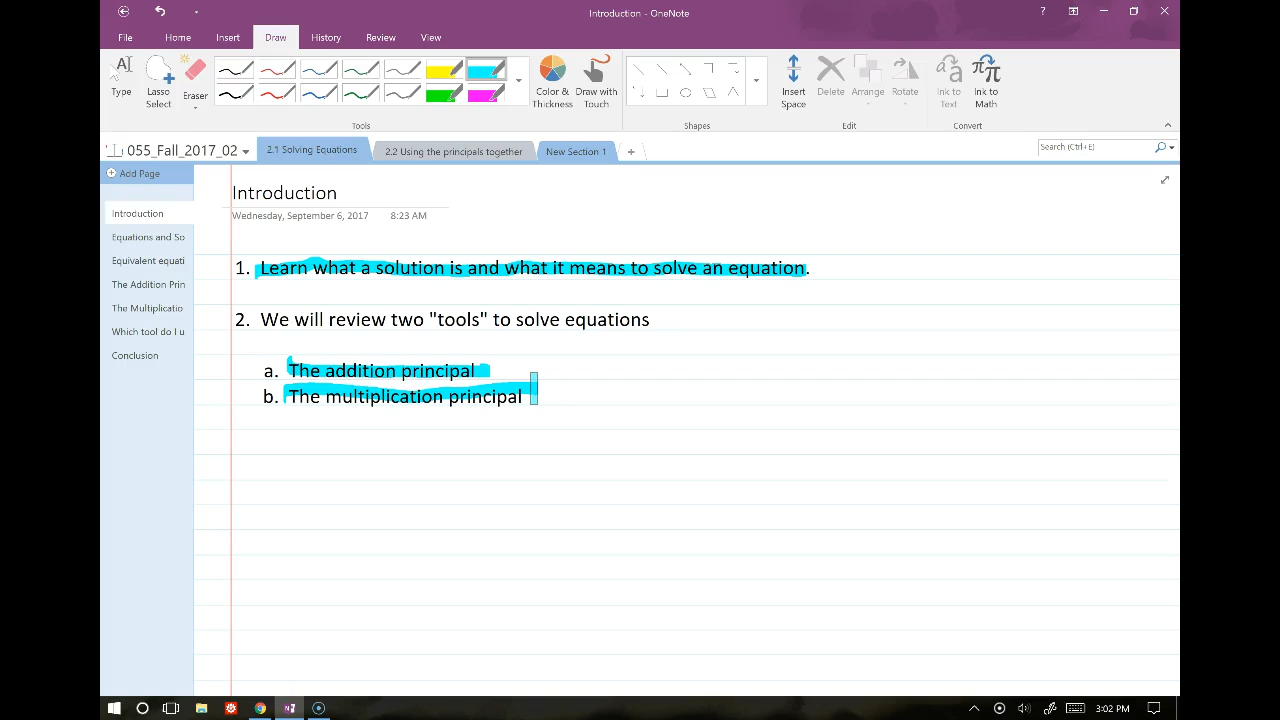 Introduction - OneNote
?
File Home Insert Draw History Review View
Type
Lasso Select
Eraser
Color & Thickness
Draw with Touch
Insert Space
Delete
Arrange
Rotate
Ink to Text
Ink to Math
Tools Shapes Edit Convert
055_Fall_2017_02 2.1 Solving Equations 2.2 Using the principals together New Section 1 Search (Ctrl+E)
Add Page
Introduction
Equations and So
Equivalent equati
The Addition Prin
The Multiplicatio
Which tool do I u
Conclusion
Introduction
Wednesday, September 6, 2017 8:23 AM
1. Learn what a solution is and what it means to solve an equation.
2. We will review two "tools" to solve equations
a. The addition principal
b. The multiplication principal
3:02 PM